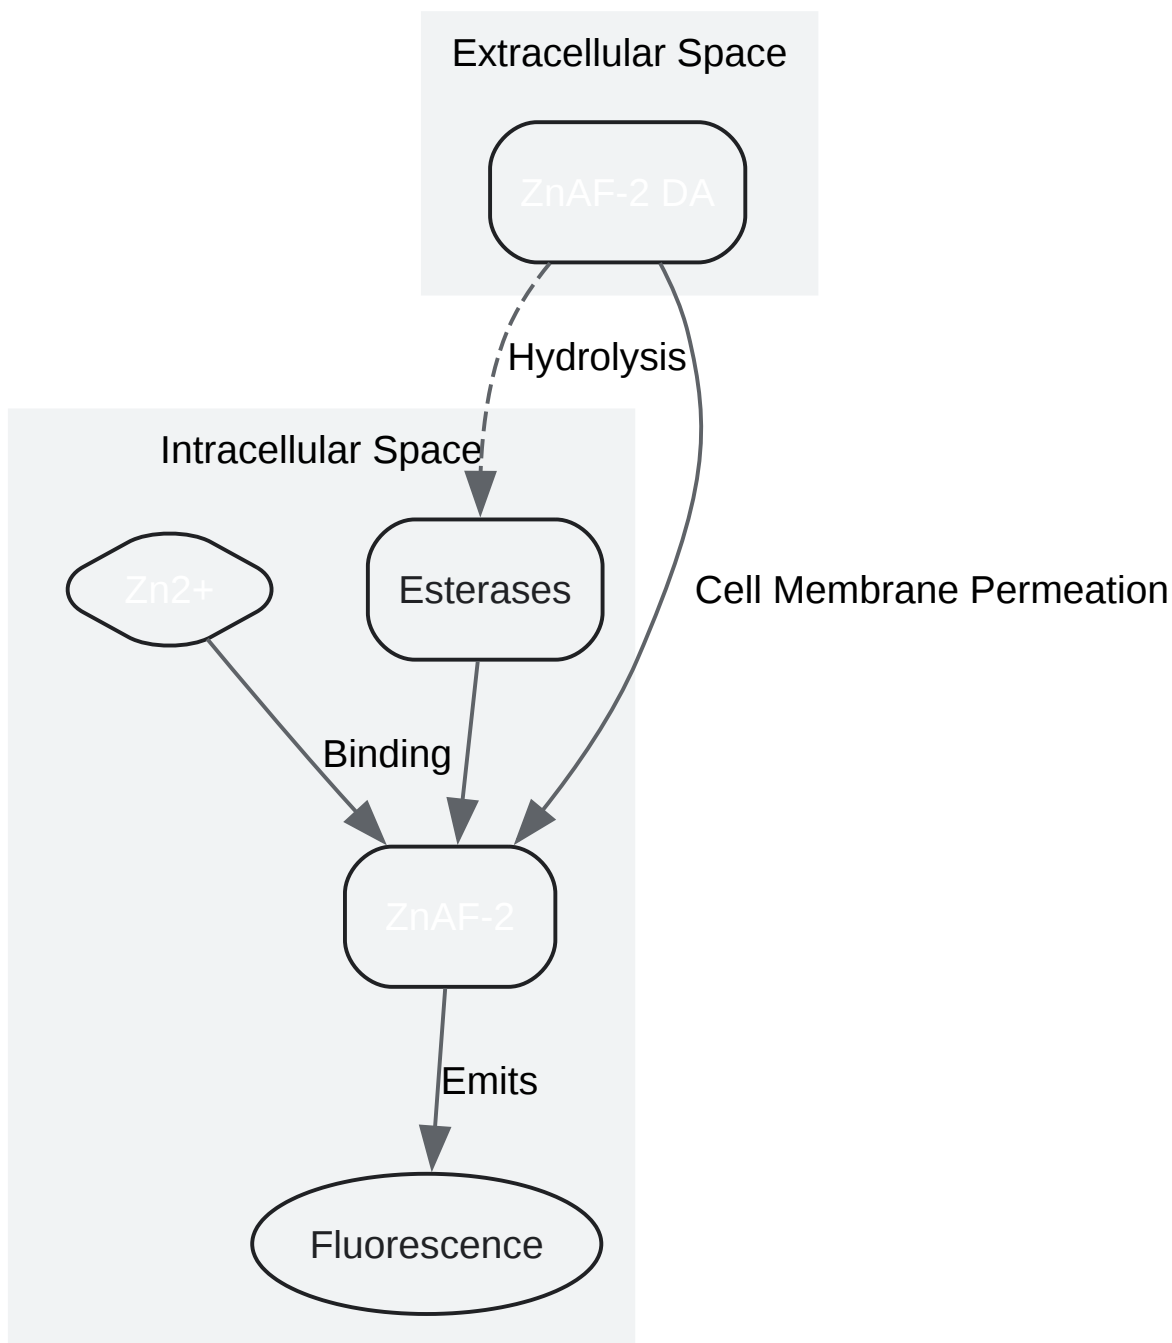 Extracellular Space
ZnAF-2 DA
Hydrolysis
Intracellular Space
Zn2+
Esterases
Cell Membrane Permeation
Binding
ZnAF-2
Emits
Fluorescence